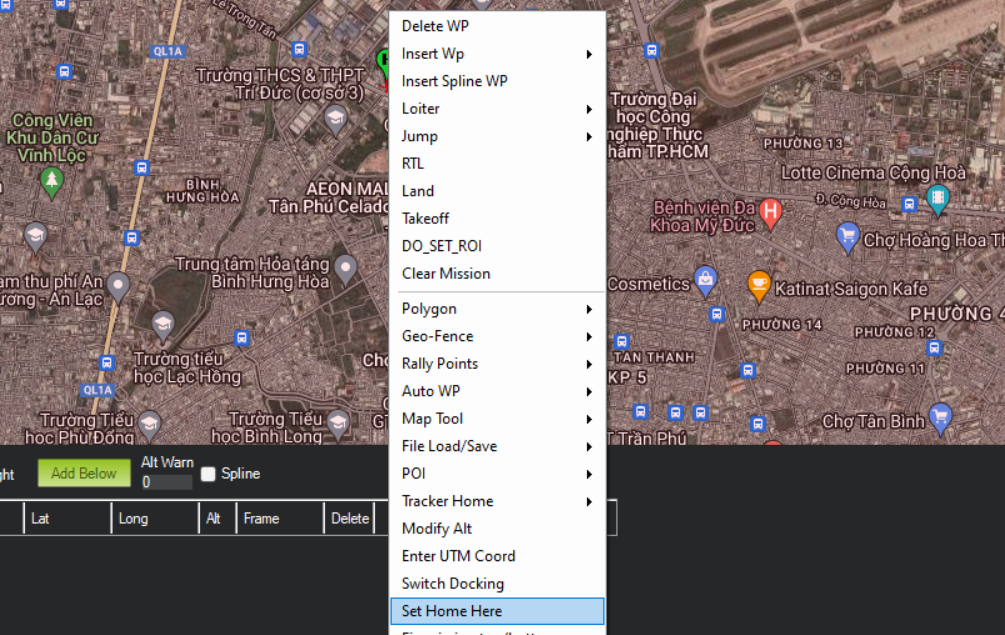 Lê Trọng Tấn
QL1A
Trường THCS & THPT
Trí Đức (cơ sở 3)
Công Viên
Khu Dân Cư
Vĩnh Lộc
BÌNH
HƯNG HÒA
AEON MAL
Tân Phú Celado
Trung tâm Hỏa táng
Bình Hưng Hòa
am thu phí An
ương - An Lạc
Trường tiểu
học Lạc Hồng
QL1A
Trường Tiểu
học Phù Đổng
Trường Tiểu
học Bình Long
Trường Đại
học Công
nghiệp Thực
hẩm TP.HCM
PHƯỜNG 13
Lotte Cinema Cộng Hoà
Đ. Cộng Hòa
Bệnh viện Đa
Khoa Mỹ Đức
Chợ Hoàng Hoa Th
Cosmetics
Katinat Saigon Kafe
PHƯỜNG 4
PHƯỜNG 14
PHƯỜNG 12
TÂN THÀNH
PHƯỜNG 11
KP 5
Chợ Tân Bình
T Trần Phú
Delete WP
Insert Wp
Insert Spline WP
Loiter
Jump
RTL
Land
Takeoff
DO_SET_ROI
Clear Mission
Polygon
Geo-Fence
Rally Points
Auto WP
Map Tool
File Load/Save
POI
Tracker Home
Modify Alt
Enter UTM Coord
Switch Docking
Set Home Here
ght
Add Below
Alt Warn
0
Spline
Lat
Long
Alt
Frame
Delete